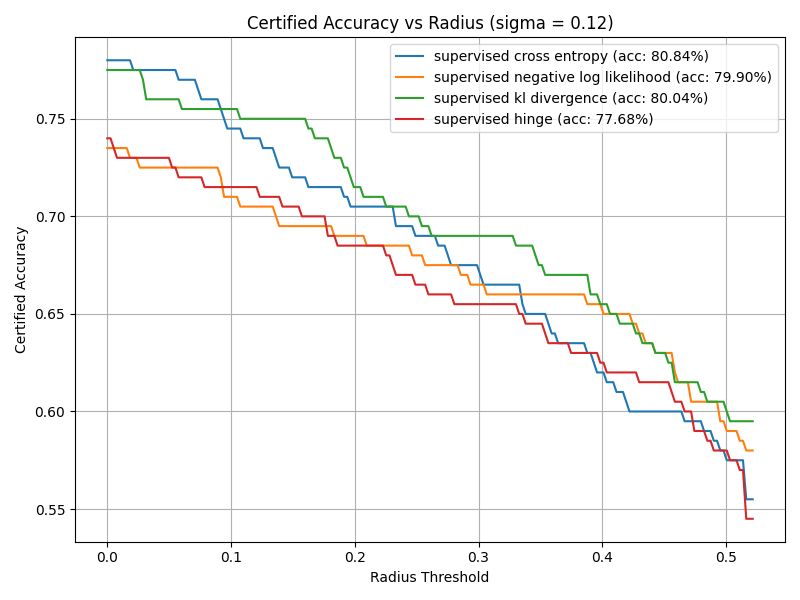 Certified Accuracy vs Radius (sigma = 0.12)
supervised cross entropy (acc: 80.84%)
supervised negative log likelihood (acc: 79.90%)
supervised kl divergence (acc: 80.04%)
supervised hinge (acc: 77.68%)
Certified Accuracy
0.75
0.70
0.65
0.60
0.55
0.0 0.1 0.2 0.3 0.4 0.5
Radius Threshold